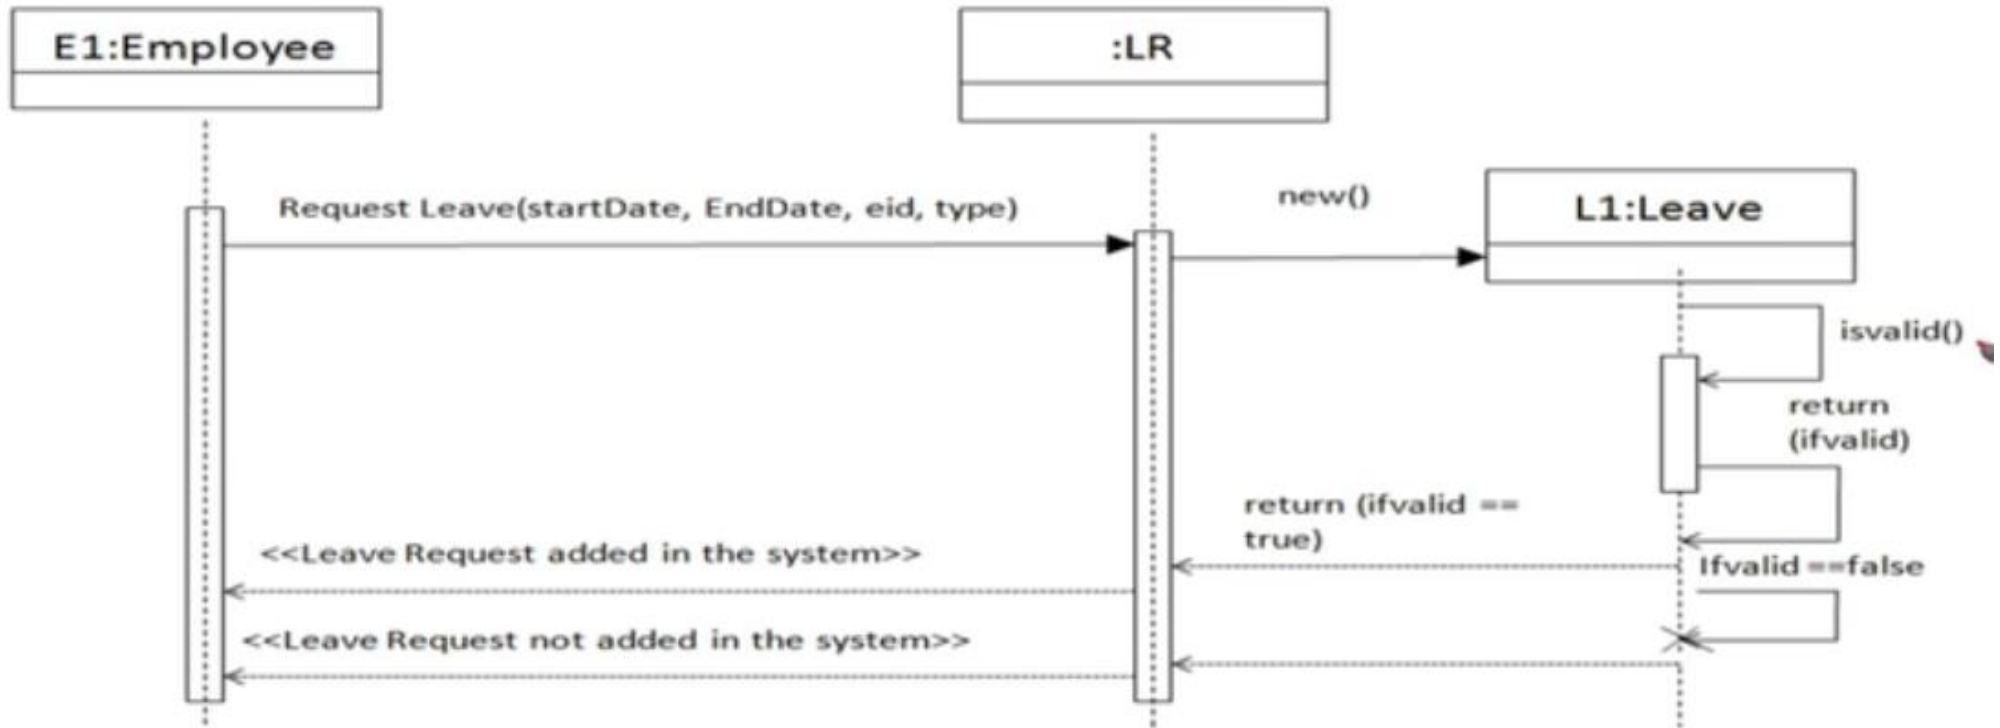 E1:Employee
:LR
L1:Leave
Request Leave(startDate, EndDate, eid, type)
new()
isvalid()
return
(ifvalid)
return (ifvalid ==
true)
<<Leave Request added in the system>>
Ifvalid ==false
<<Leave Request not added in the system>>